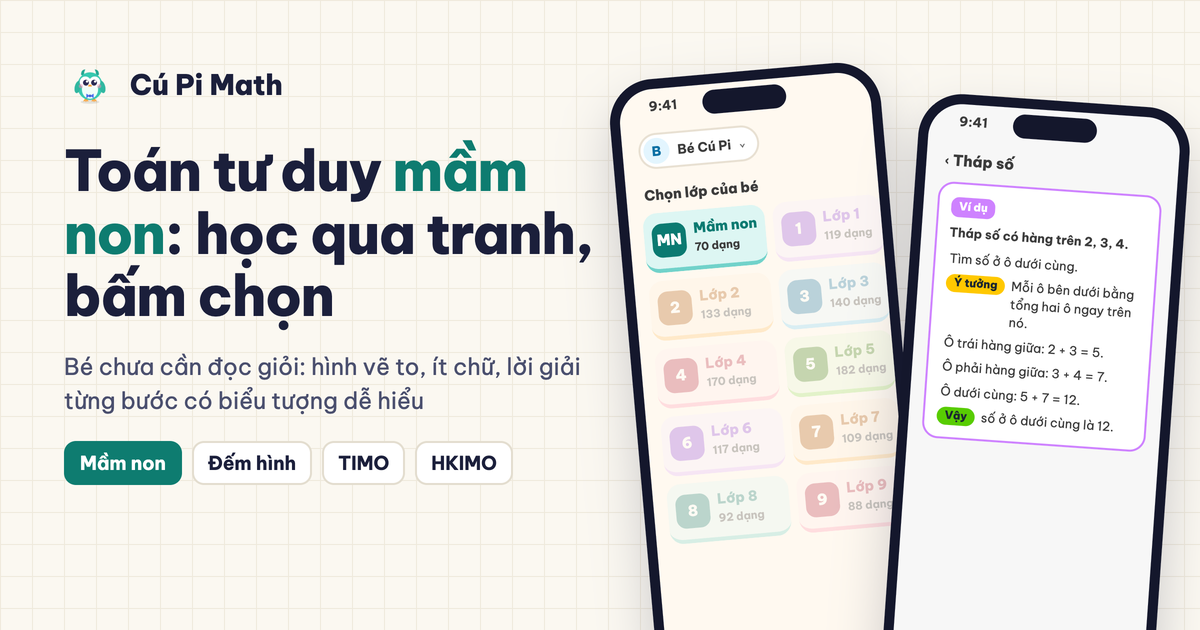 Cú Pi Math
Toán tư duy mầm
non: học qua tranh,
bấm chọn
Bé chưa cần đọc giỏi: hình vẽ to, ít chữ, lời giải
từng bước có biểu tượng dễ hiểu
Mầm non
Đếm hình
TIMO
HKIMO
9:41
B Bé Cú Pi
Chọn lớp của bé
MN Mầm non
70 dạng
1 Lớp 1
119 dạng
2 Lớp 2
133 dạng
3 Lớp 3
140 dạng
4 Lớp 4
170 dạng
5 Lớp 5
182 dạng
6 Lớp 6
117 dạng
7 Lớp 7
109 dạng
8 Lớp 8
92 dạng
9 Lớp 9
88 dạng
9:41
‹ Tháp số
Ví dụ
Tháp số có hàng trên 2, 3, 4.
Tìm số ở ô dưới cùng.
Ý tưởng Mỗi ô bên dưới bằng
tổng hai ô ngay trên
nó.
Ô trái hàng giữa: 2 + 3 = 5.
Ô phải hàng giữa: 3 + 4 = 7.
Ô dưới cùng: 5 + 7 = 12.
Vậy số ở ô dưới cùng là 12.